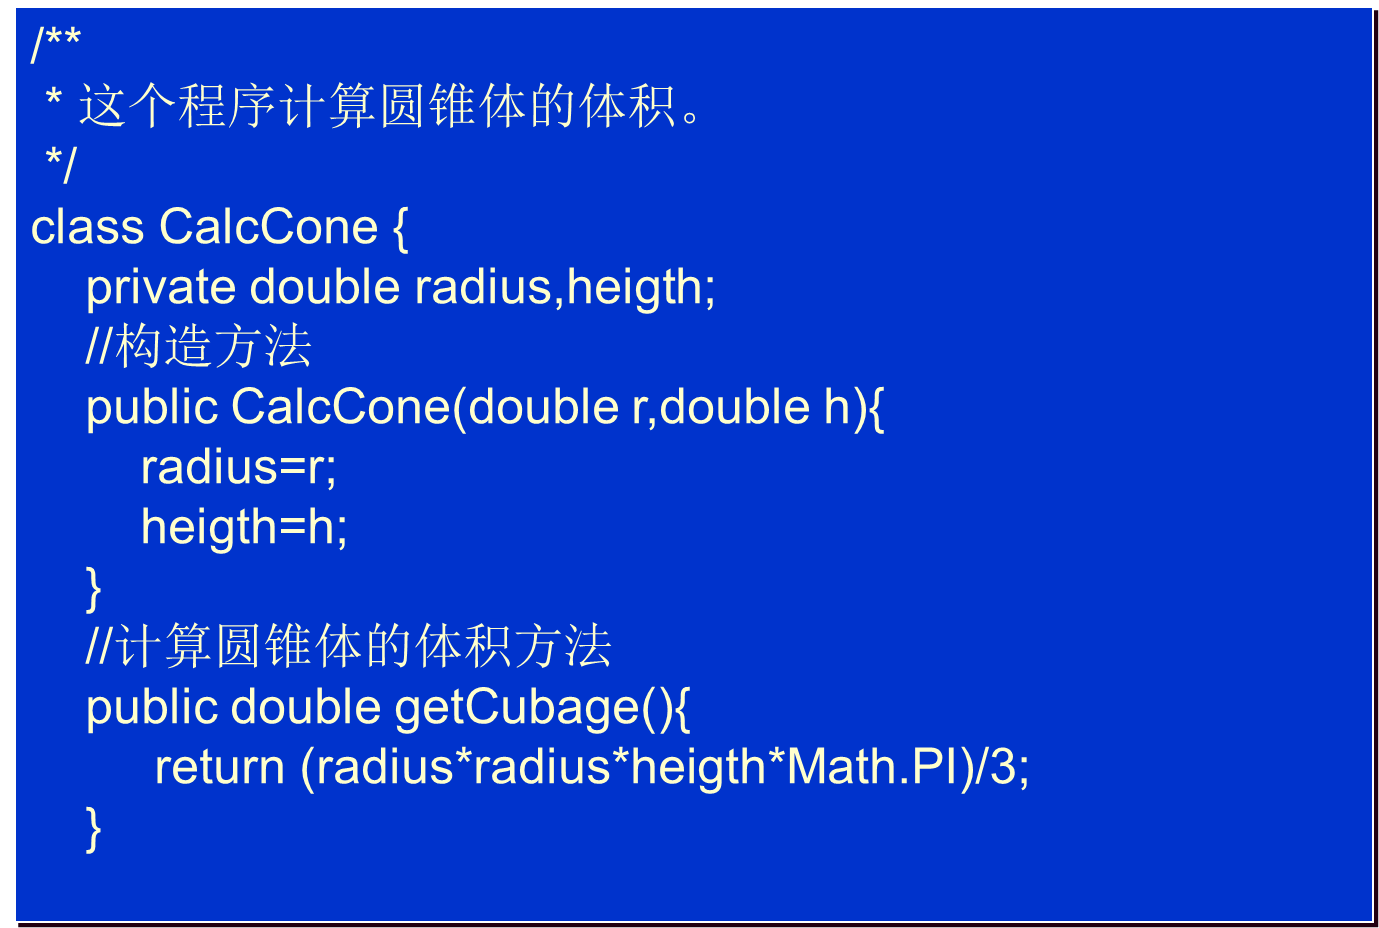 /**
 * 这个程序计算圆锥体的体积。
 */
class CalcCone {
    private double radius,heigth;
    //构造方法
    public CalcCone(double r,double h){
        radius=r;
        heigth=h;
    }
    //计算圆锥体的体积方法
    public double getCubage(){
         return (radius*radius*heigth*Math.PI)/3;
    }